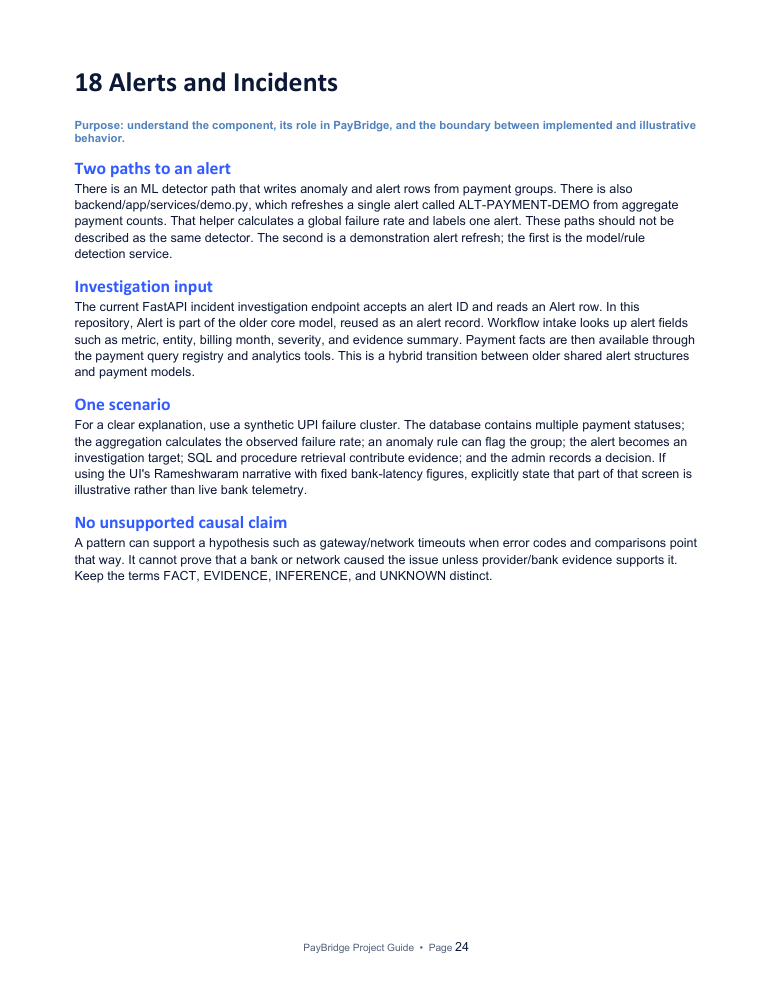 18 Alerts and Incidents
Purpose: understand the component, its role in PayBridge, and the boundary between implemented and illustrative
behavior.
Two paths to an alert
There is an ML detector path that writes anomaly and alert rows from payment groups. There is also
backend/app/services/demo.py, which refreshes a single alert called ALT-PAYMENT-DEMO from aggregate
payment counts. That helper calculates a global failure rate and labels one alert. These paths should not be
described as the same detector. The second is a demonstration alert refresh; the first is the model/rule
detection service.
Investigation input
The current FastAPI incident investigation endpoint accepts an alert ID and reads an Alert row. In this
repository, Alert is part of the older core model, reused as an alert record. Workflow intake looks up alert fields
such as metric, entity, billing month, severity, and evidence summary. Payment facts are then available through
the payment query registry and analytics tools. This is a hybrid transition between older shared alert structures
and payment models.
One scenario
For a clear explanation, use a synthetic UPI failure cluster. The database contains multiple payment statuses;
the aggregation calculates the observed failure rate; an anomaly rule can flag the group; the alert becomes an
investigation target; SQL and procedure retrieval contribute evidence; and the admin records a decision. If
using the UI's Rameshwaram narrative with fixed bank-latency figures, explicitly state that part of that screen is
illustrative rather than live bank telemetry.
No unsupported causal claim
A pattern can support a hypothesis such as gateway/network timeouts when error codes and comparisons point
that way. It cannot prove that a bank or network caused the issue unless provider/bank evidence supports it.
Keep the terms FACT, EVIDENCE, INFERENCE, and UNKNOWN distinct.
PayBridge Project Guide • Page 24